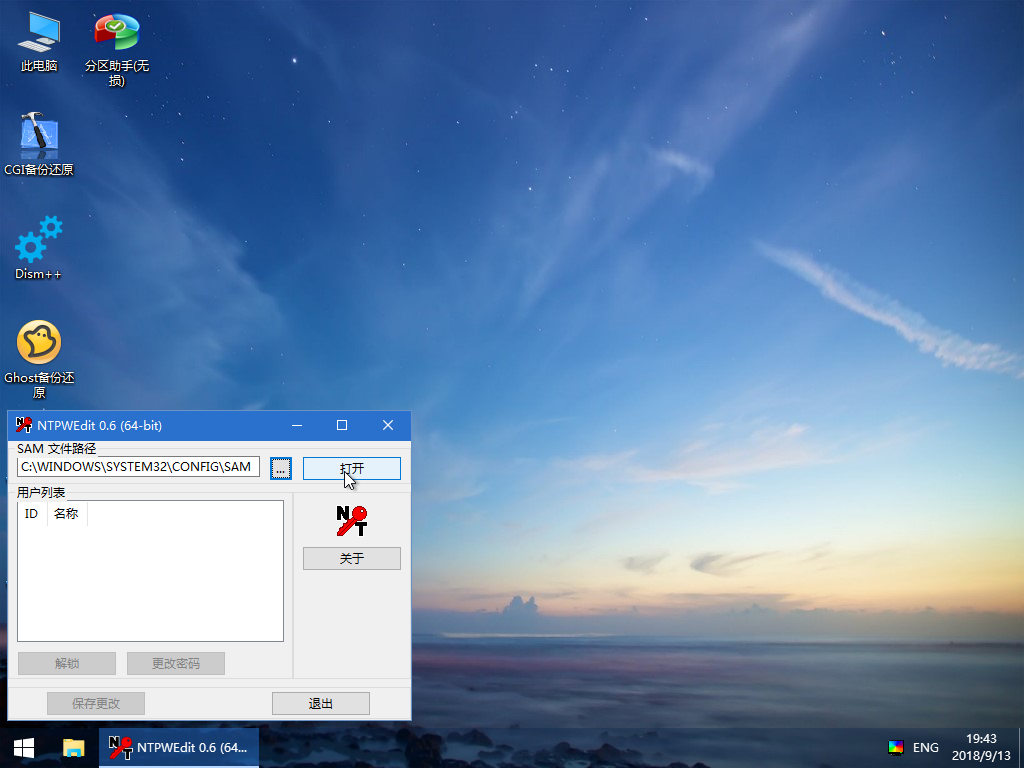 此电脑
分区助手(无
损)
CGI备份还原
Dism++
Ghost备份还
原
NTPWEdit 0.6 (64-bit)
SAM 文件路径
C:\WINDOWS\SYSTEM32\CONFIG\SAM
...
打开
用户列表
ID
名称
N
T
关于
解锁
更改密码
保存更改
退出
NTPWEdit 0.6 (64...
ENG
19:43
2018/9/13